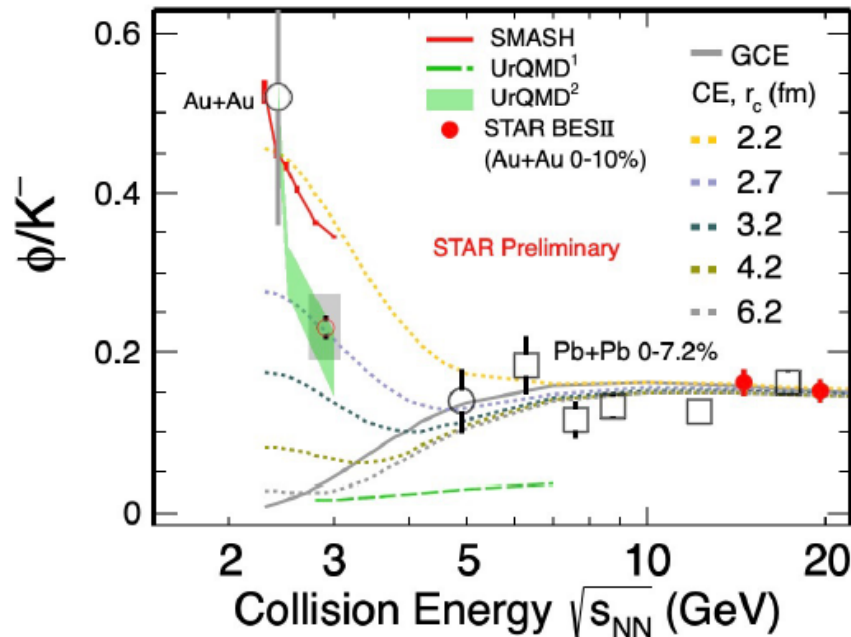 0.6
0.4
0.2
0
ϕ/K⁻
Au+Au
SMASH
UrQMD¹
UrQMD²
STAR BESII
(Au+Au 0-10%)
GCE
CE, r_c (fm)
2.2
2.7
3.2
4.2
6.2
STAR Preliminary
Pb+Pb 0-7.2%
2 3 5 10 20
Collision Energy √s_NN (GeV)